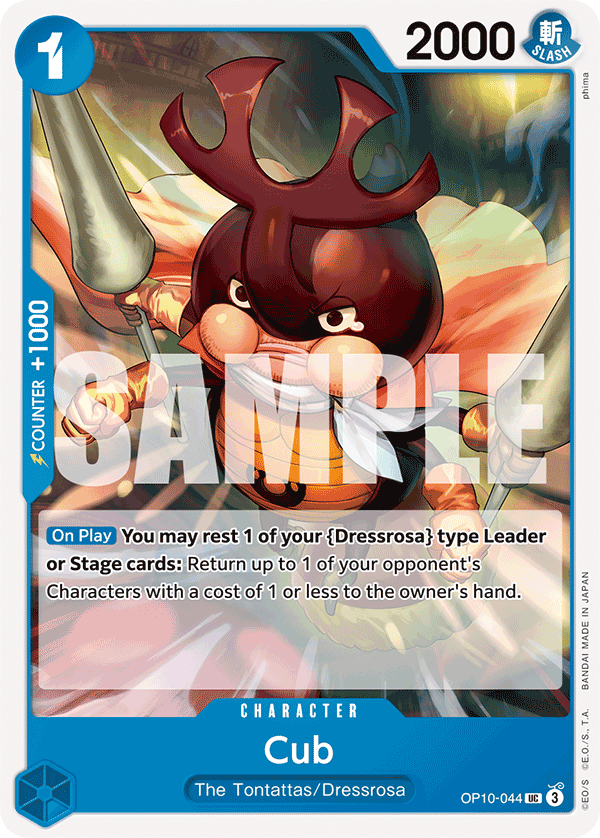 1
2000
斬
SLASH
phima
COUNTER +1000
SAMPLE
On Play You may rest 1 of your {Dressrosa} type Leader
or Stage cards: Return up to 1 of your opponent's
Characters with a cost of 1 or less to the owner's hand.
CHARACTER
Cub
The Tontattas/Dressrosa
OP10-044 UC 3
©EO/S ©E.O./S., T.A. BANDAI MADE IN JAPAN